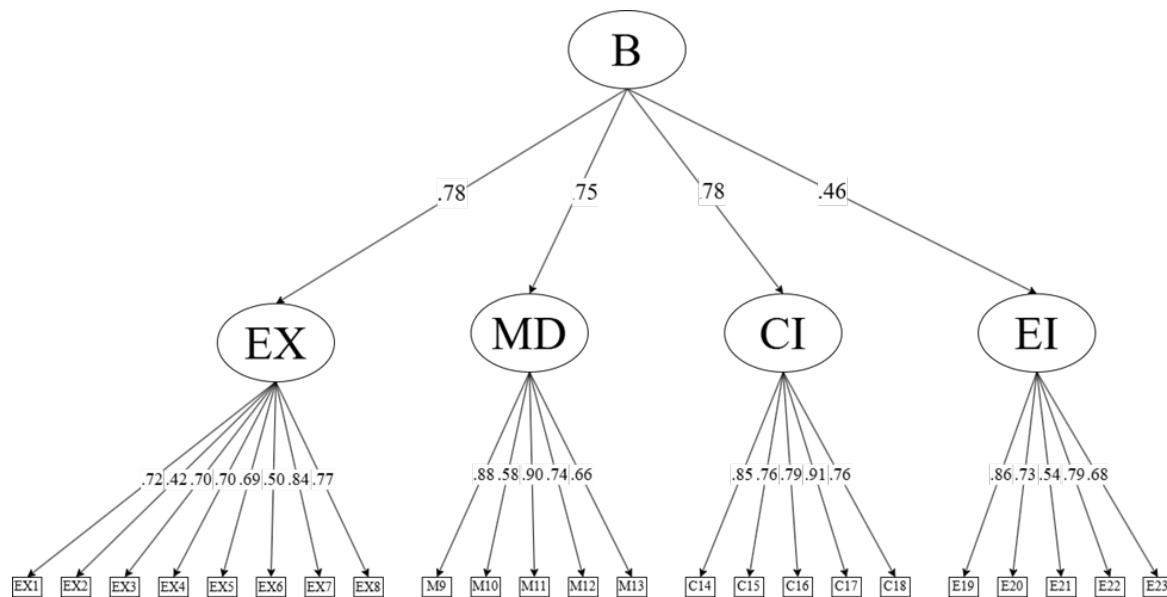 B
.78 .75 .78 .46
EX MD CI EI
.72 .42 .70 .70 .69 .50 .84 .77 .88 .58 .90 .74 .66 .85 .76 .79 .91 .76 .86 .73 .54 .79 .68
EX1 EX2 EX3 EX4 EX5 EX6 EX7 EX8 M9 M10 M11 M12 M13 C14 C15 C16 C17 C18 E19 E20 E21 E22 E23